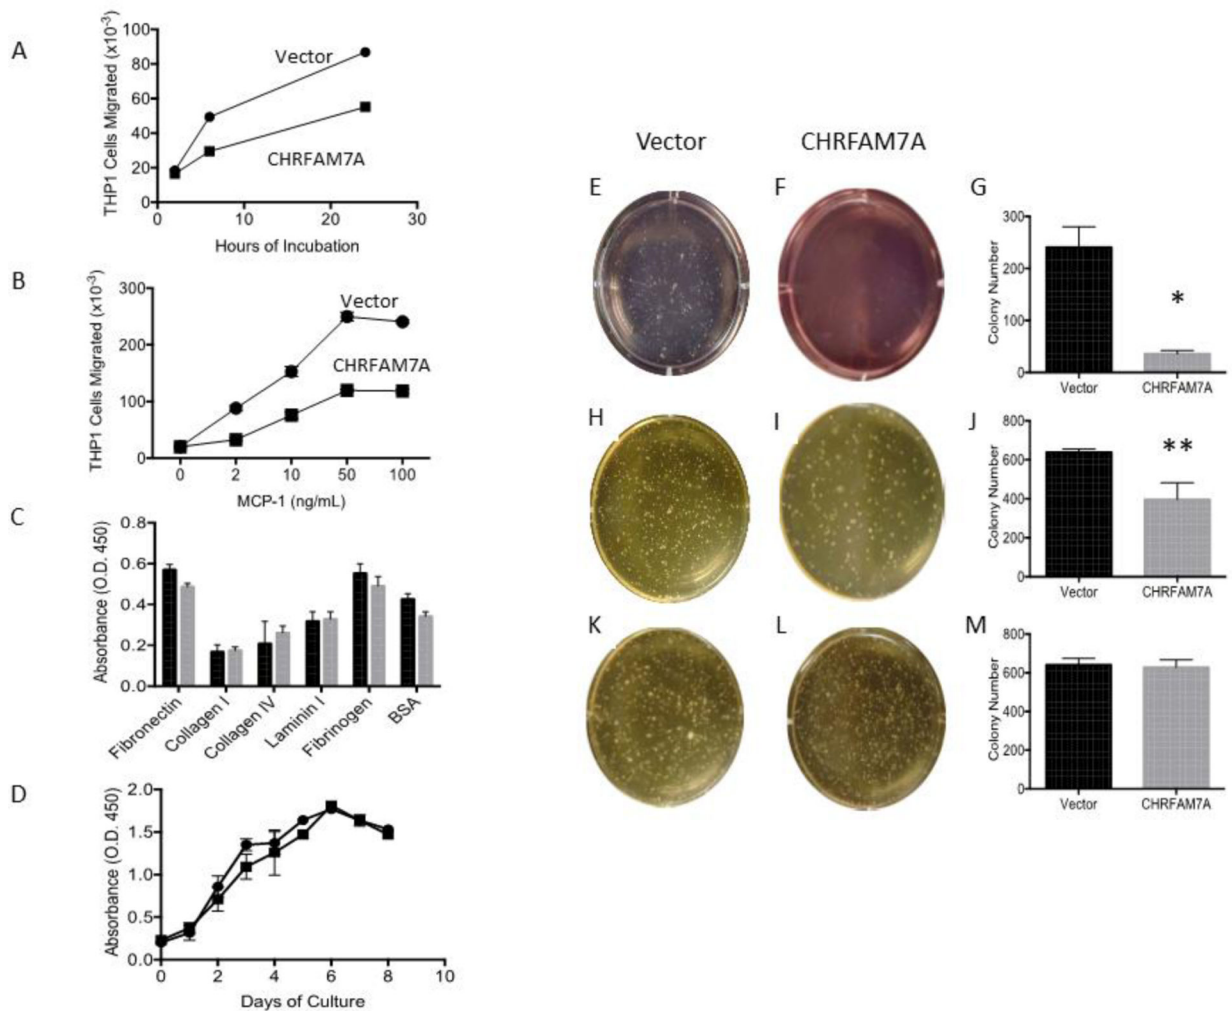 A
THP1 Cells Migrated (x10-3)
100
80
60
40
20
0
Vector
CHRFAM7A
0 10 20 30
Hours of Incubation
B
THP1 Cells Migrated (x10-3)
300
200
100
0
Vector
CHRFAM7A
0 2 10 50 100
MCP-1 (ng/mL)
C
Absorbance (O.D. 450)
0.8
0.6
0.4
0.2
0.0
Fibronectin
Collagen I
Collagen IV
Laminin I
Fibrinogen
BSA
D
Absorbance (O.D. 450)
2.0
1.5
1.0
0.5
0.0
0 2 4 6 8 10
Days of Culture
Vector CHRFAM7A
E F G
Colony Number
300
200
100
0
*
Vector CHRFAM7A
H I J
Colony Number
800
600
400
200
0
**
Vector CHRFAM7A
K L M
Colony Number
800
600
400
200
0
Vector CHRFAM7A